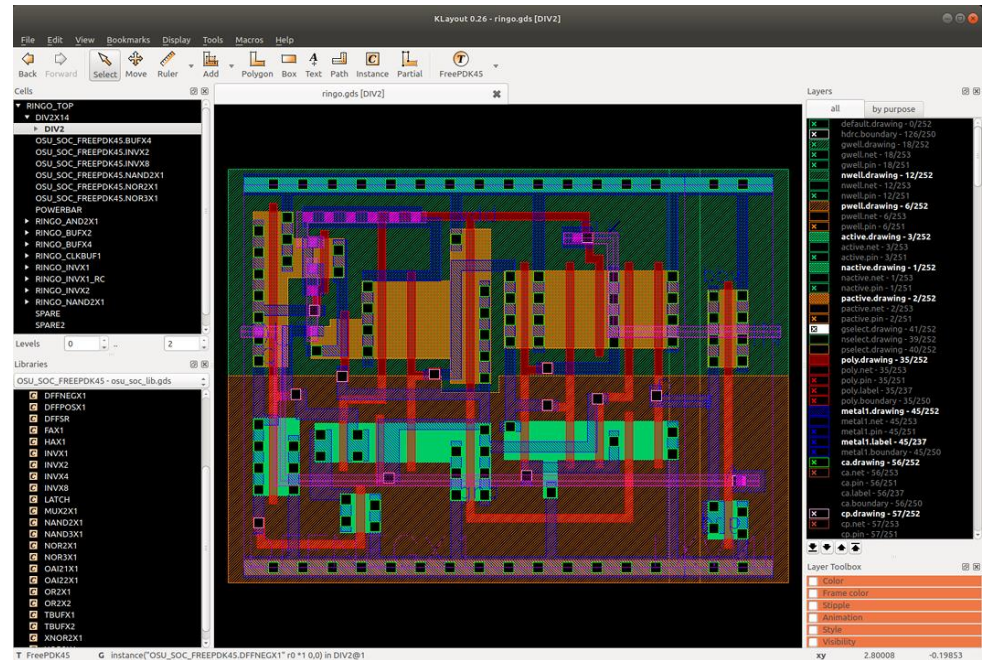 KLayout 0.26 - ringo.gds [DIV2]
File Edit View Bookmarks Display Tools Macros Help
Back Forward Select Move Ruler Add Polygon Box Text Path Instance Partial FreePDK45
Cells
RINGO_TOP
DIV2X14
DIV2
OSU_SOC_FREEPDK45.BUFX4
OSU_SOC_FREEPDK45.INVX2
OSU_SOC_FREEPDK45.INVX8
OSU_SOC_FREEPDK45.NAND2X1
OSU_SOC_FREEPDK45.NOR2X1
OSU_SOC_FREEPDK45.NOR3X1
POWERBAR
RINGO_AND2X1
RINGO_BUFX2
RINGO_BUFX4
RINGO_CLKBUF1
RINGO_INVX1
RINGO_INVX1_RC
RINGO_INVX2
RINGO_NAND2X1
SPARE
SPARE2
Levels 0 .. 2
Libraries
OSU_SOC_FREEPDK45 - osu_soc_lib.gds
DFFNEGX1
DFFPOSX1
DFFSR
FAX1
HAX1
INVX1
INVX2
INVX4
INVX8
LATCH
MUX2X1
NAND2X1
NAND3X1
NOR2X1
NOR3X1
OAI21X1
OAI22X1
OR2X1
OR2X2
TBUFX1
TBUFX2
XNOR2X1
ringo.gds [DIV2]
Layers
all by purpose
default.drawing - 0/252
hdrc.boundary - 126/250
gwell.drawing - 18/252
gwell.net - 18/253
gwell.pin - 18/251
nwell.drawing - 12/252
nwell.net - 12/253
nwell.pin - 12/251
pwell.drawing - 6/252
pwell.net - 6/253
pwell.pin - 6/251
active.drawing - 3/252
active.net - 3/253
active.pin - 3/251
nactive.drawing - 1/252
nactive.net - 1/253
nactive.pin - 1/251
pactive.drawing - 2/252
pactive.net - 2/253
pactive.pin - 2/251
gselect.drawing - 41/252
nselect.drawing - 39/252
pselect.drawing - 40/252
poly.drawing - 35/252
poly.net - 35/253
poly.pin - 35/251
poly.label - 35/237
poly.boundary - 35/250
metal1.drawing - 45/252
metal1.net - 45/253
metal1.pin - 45/251
metal1.label - 45/237
metal1.boundary - 45/250
ca.drawing - 56/252
ca.net - 56/253
ca.pin - 56/251
ca.label - 56/237
ca.boundary - 56/250
cp.drawing - 57/252
cp.net - 57/253
cp.pin - 57/251
Layer Toolbox
Color
Frame color
Stipple
Animation
Style
Visibility
T FreePDK45 G instance("OSU_SOC_FREEPDK45.DFFNEGX1" r0 *1 0,0) in DIV2@1 xy 2.80008 -0.19853